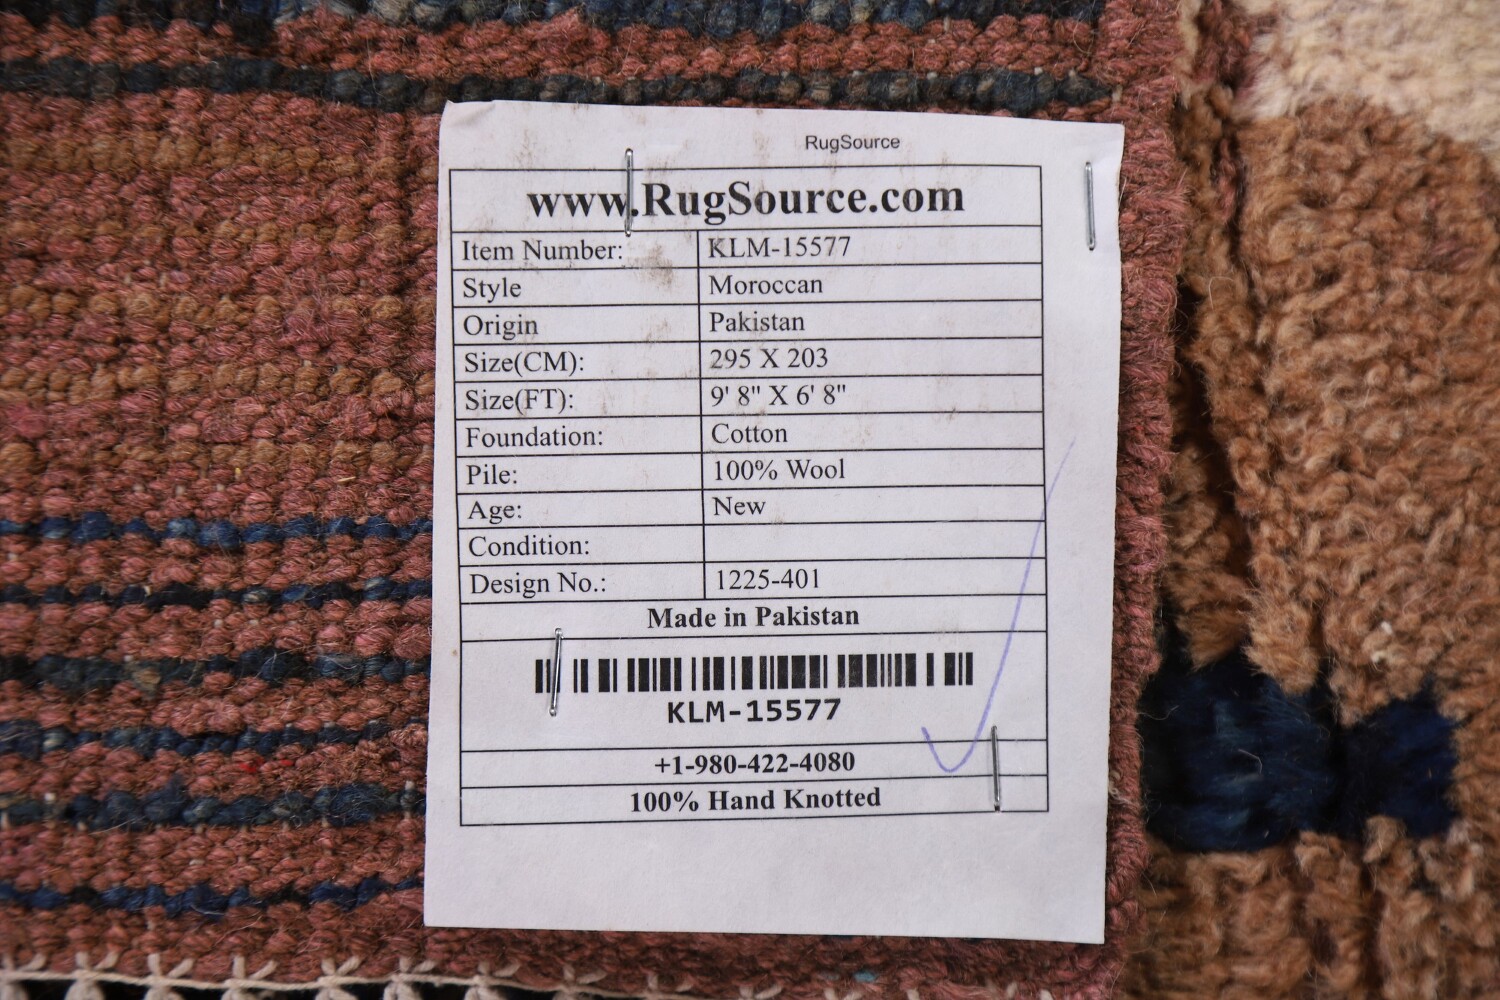 RugSource
www.RugSource.com
Item Number: KLM-15577
Style Moroccan
Origin Pakistan
Size(CM): 295 X 203
Size(FT): 9' 8" X 6' 8"
Foundation: Cotton
Pile: 100% Wool
Age: New
Condition:
Design No.: 1225-401
Made in Pakistan
KLM-15577
+1-980-422-4080
100% Hand Knotted